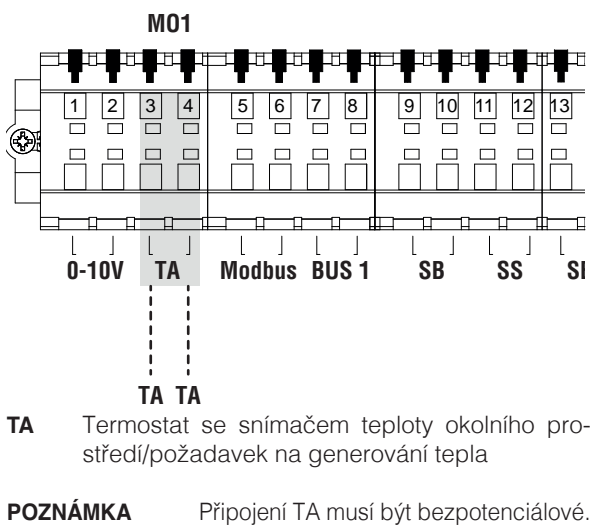 M01
1 2 3 4 5 6 7 8 9 10 11 12 13
0-10V TA Modbus BUS 1 SB SS
TA TA
TA Termostat se snímačem teploty okolního pro-
středí/požadavek na generování tepla
POZNÁMKA Připojení TA musí být bezpotenciálové.